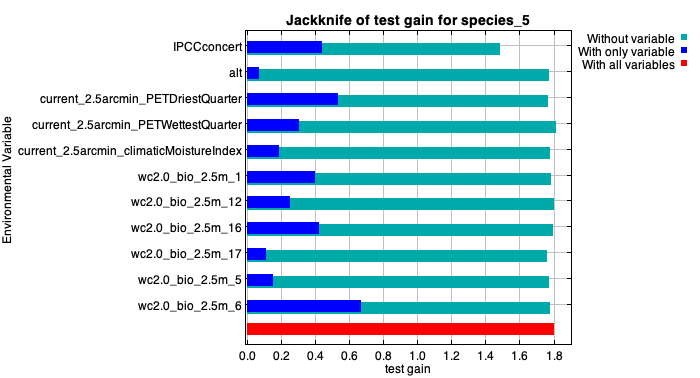 Jackknife of test gain for species_5
Without variable
With only variable
With all variables
Environmental Variable
IPCCconcert
alt
current_2.5arcmin_PETDriestQuarter
current_2.5arcmin_PETWettestQuarter
current_2.5arcmin_climaticMoistureIndex
wc2.0_bio_2.5m_1
wc2.0_bio_2.5m_12
wc2.0_bio_2.5m_16
wc2.0_bio_2.5m_17
wc2.0_bio_2.5m_5
wc2.0_bio_2.5m_6
0.0 0.2 0.4 0.6 0.8 1.0 1.2 1.4 1.6 1.8
test gain